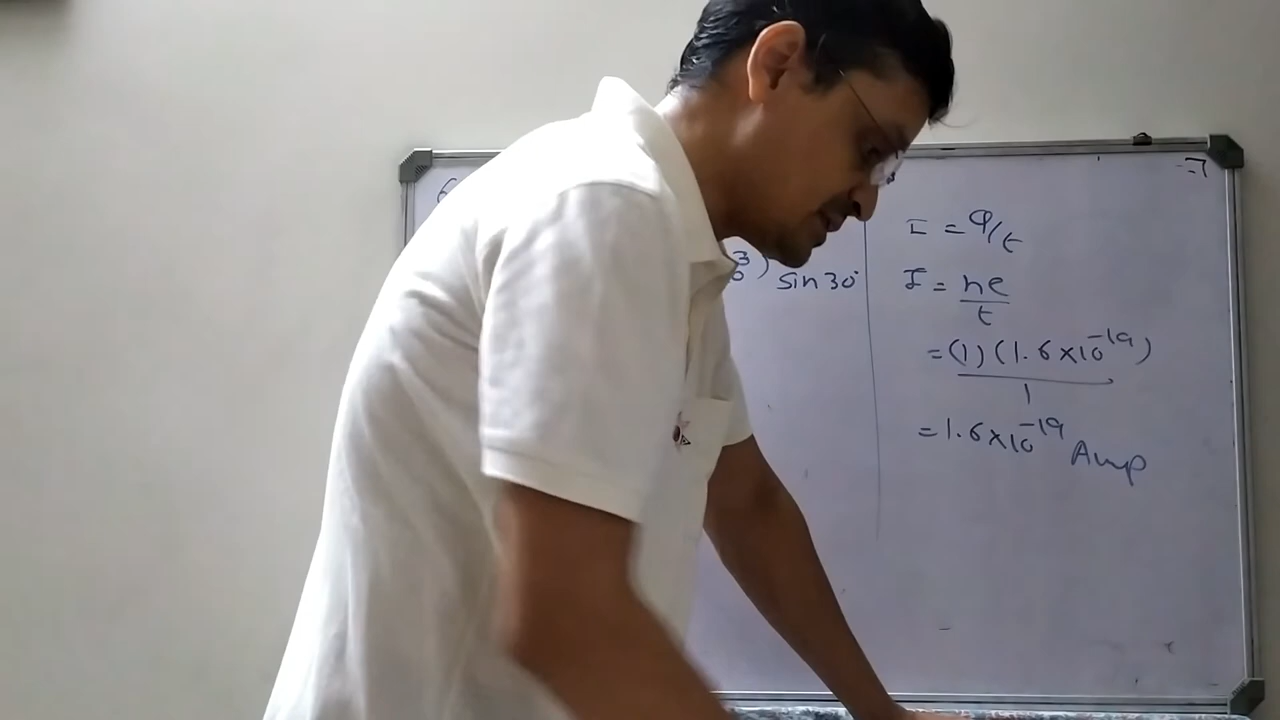 sin 30°
I = Q/t
I = ne
t
= (1) (1.6 × 10⁻¹⁹)
1
= 1.6 × 10⁻¹⁹ Amp